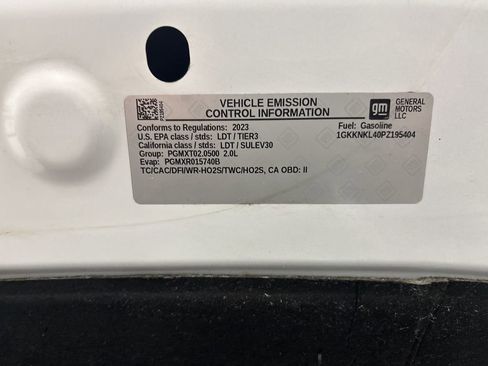 VEHICLE EMISSION
CONTROL INFORMATION
gm
GENERAL
MOTORS
LLC
Conforms to Regulations: 2023
Fuel: Gasoline
U.S. EPA class / stds: LDT / TIER3
1GKKNKL40PZ195404
California class / stds: LDT / SULEV30
Group: PGMXT02.0500 2.0L
Evap: PGMXR015740B
TC/CAC/DFI/WR-HO2S/TWC/HO2S, CA OBD: II